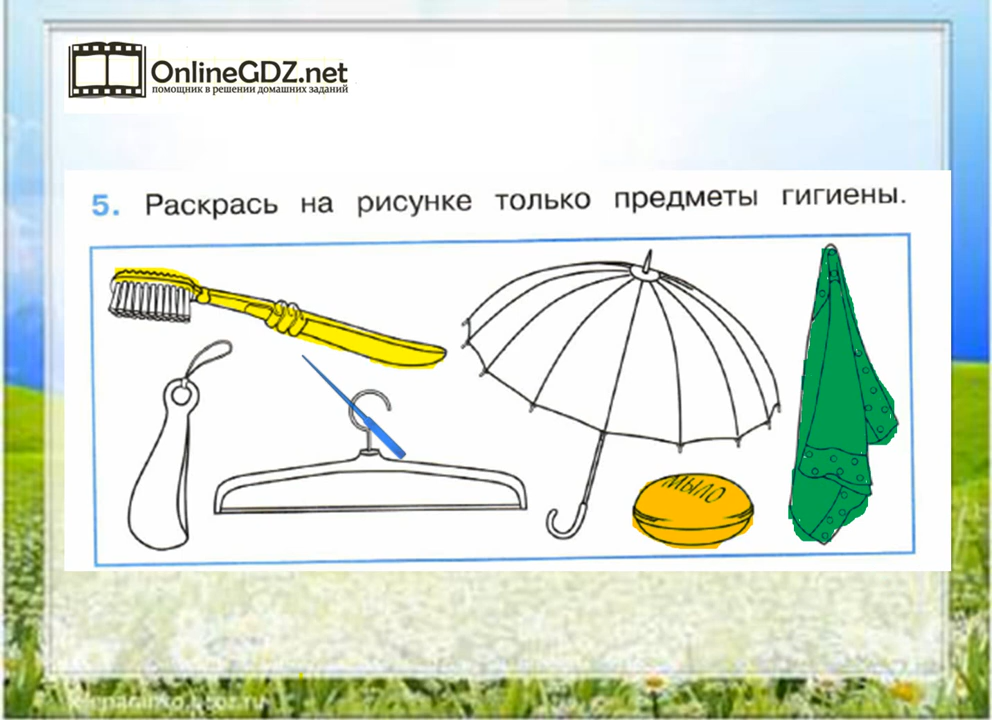 OnlineGDZ.net
помощник в решении домашних заданий
5. Раскрась на рисунке только предметы гигиены.
МЫЛО